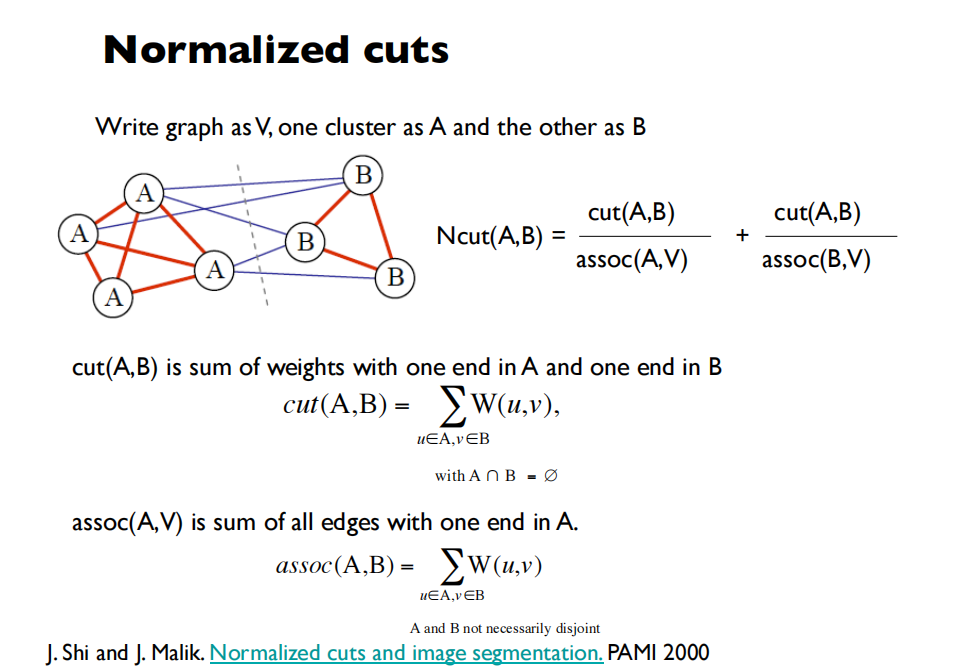 Normalized cuts
Write graph as V, one cluster as A and the other as B
A
A
A
A
B
B
B
Ncut(A,B) = cut(A,B) / assoc(A,V) + cut(A,B) / assoc(B,V)
cut(A,B) is sum of weights with one end in A and one end in B
cut(A,B) = ∑W(u,v),
u∈A,v∈B
with A ∩ B = ∅
assoc(A,V) is sum of all edges with one end in A.
assoc(A,B) = ∑W(u,v)
u∈A,v∈B
A and B not necessarily disjoint
J. Shi and J. Malik. Normalized cuts and image segmentation. PAMI 2000